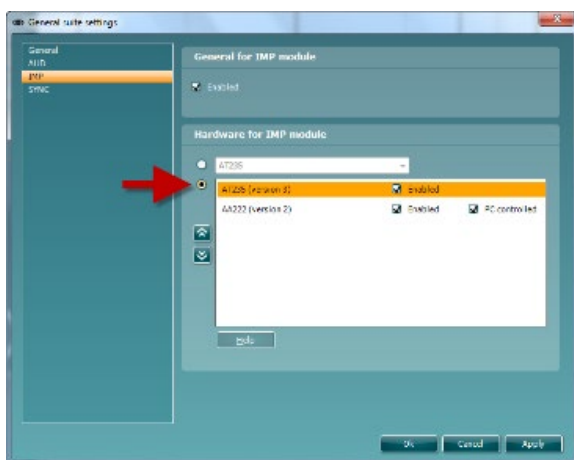 General suite settings
General
AUD
IMP
SYNC
General for IMP module
Enabled
Hardware for IMP module
AT235
AT235 (version 3) Enabled
AA222 (version 2) Enabled PC controlled
Help
Ok Cancel Apply